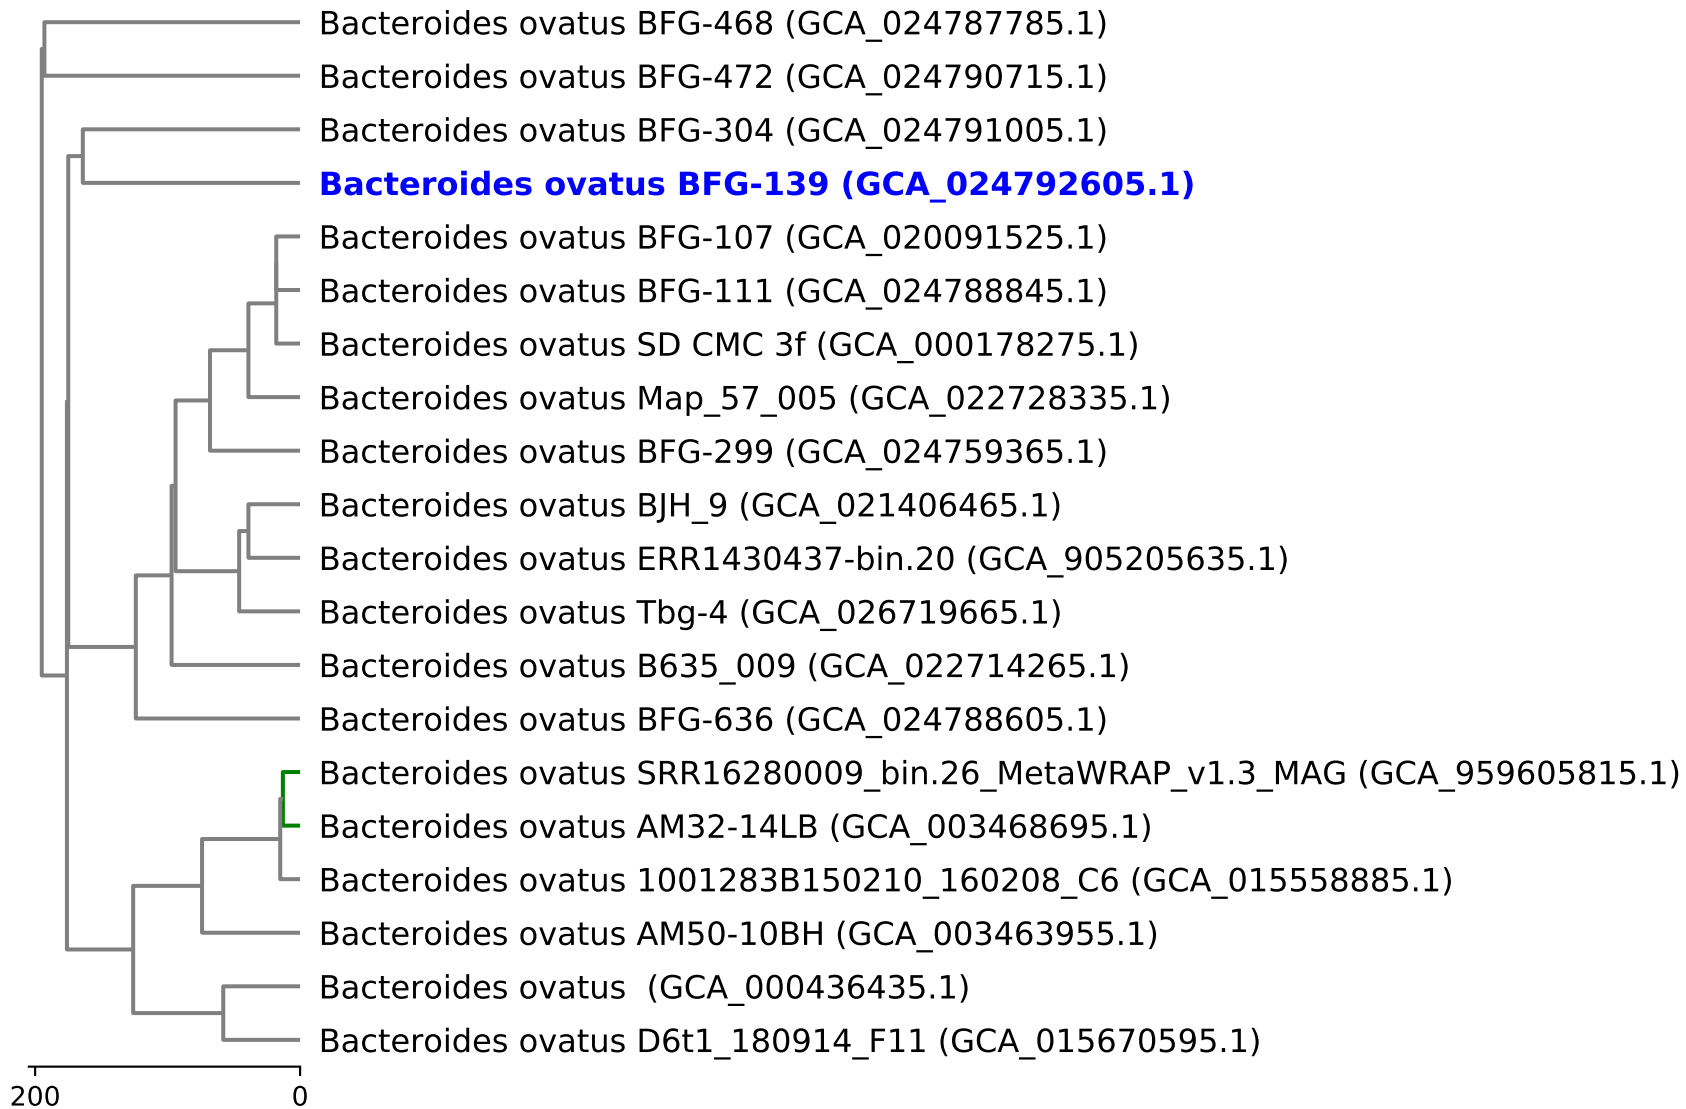 Bacteroides ovatus BFG-468 (GCA_024787785.1)
Bacteroides ovatus BFG-472 (GCA_024790715.1)
Bacteroides ovatus BFG-304 (GCA_024791005.1)
Bacteroides ovatus BFG-139 (GCA_024792605.1)
Bacteroides ovatus BFG-107 (GCA_020091525.1)
Bacteroides ovatus BFG-111 (GCA_024788845.1)
Bacteroides ovatus SD CMC 3f (GCA_000178275.1)
Bacteroides ovatus Map_57_005 (GCA_022728335.1)
Bacteroides ovatus BFG-299 (GCA_024759365.1)
Bacteroides ovatus BJH_9 (GCA_021406465.1)
Bacteroides ovatus ERR1430437-bin.20 (GCA_905205635.1)
Bacteroides ovatus Tbg-4 (GCA_026719665.1)
Bacteroides ovatus B635_009 (GCA_022714265.1)
Bacteroides ovatus BFG-636 (GCA_024788605.1)
Bacteroides ovatus SRR16280009_bin.26_MetaWRAP_v1.3_MAG (GCA_959605815.1)
Bacteroides ovatus AM32-14LB (GCA_003468695.1)
Bacteroides ovatus 1001283B150210_160208_C6 (GCA_015558885.1)
Bacteroides ovatus AM50-10BH (GCA_003463955.1)
Bacteroides ovatus  (GCA_000436435.1)
Bacteroides ovatus D6t1_180914_F11 (GCA_015670595.1)
200 0